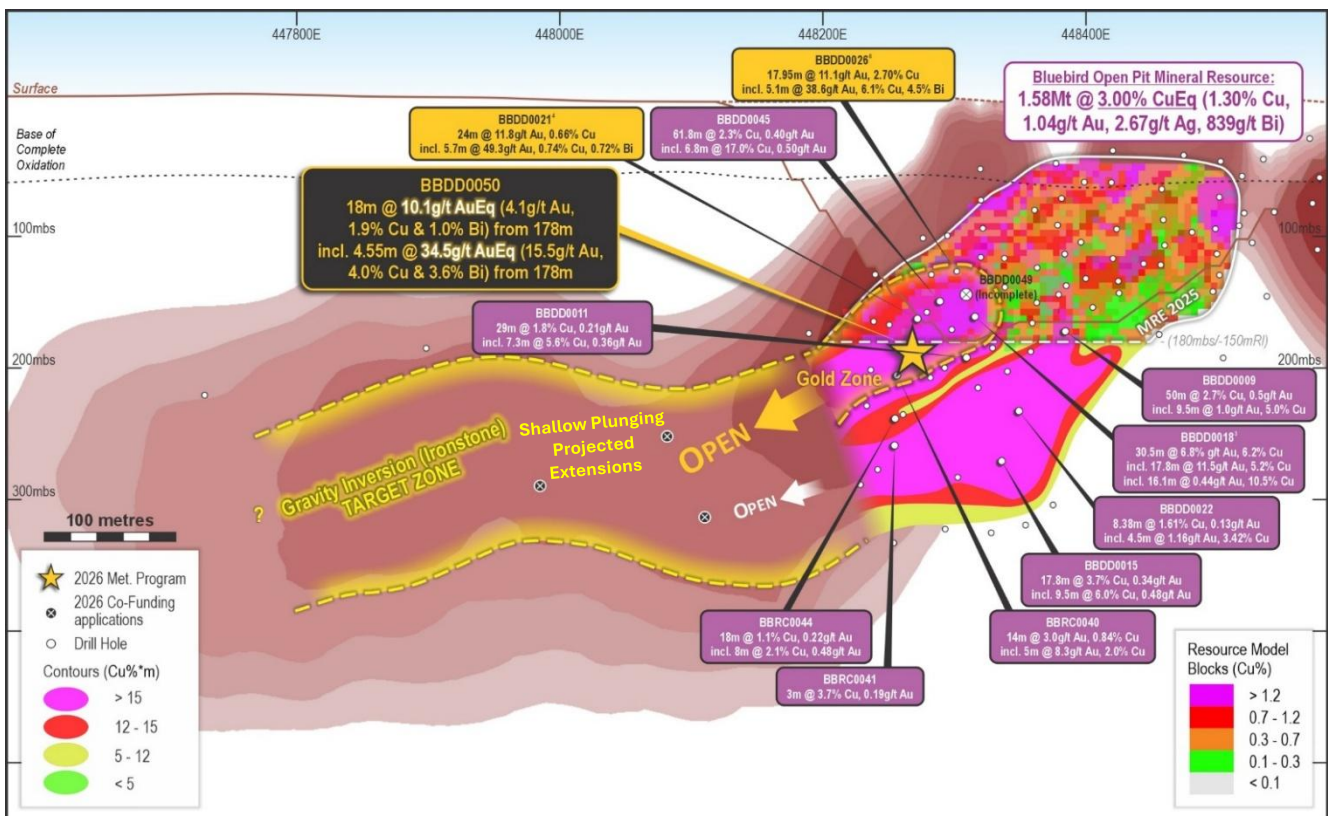 447800E
448000E
448200E
448400E
Surface
Base of
Complete
Oxidation
100mbs
200mbs
300mbs
100mbs
200mbs
BBDD0026⁴
17.95m @ 11.1g/t Au, 2.70% Cu
incl. 5.1m @ 38.6g/t Au, 6.1% Cu, 4.5% Bi
Bluebird Open Pit Mineral Resource:
1.58Mt @ 3.00% CuEq (1.30% Cu,
1.04g/t Au, 2.67g/t Ag, 839g/t Bi)
BBDD0021⁴
24m @ 11.8g/t Au, 0.66% Cu
incl. 5.7m @ 49.3g/t Au, 0.74% Cu, 0.72% Bi
BBDD0045
61.8m @ 2.3% Cu, 0.40g/t Au
incl. 6.8m @ 17.0% Cu, 0.50g/t Au
BBDD0050
18m @ 10.1g/t AuEq (4.1g/t Au,
1.9% Cu & 1.0% Bi) from 178m
incl. 4.55m @ 34.5g/t AuEq (15.5g/t Au,
4.0% Cu & 3.6% Bi) from 178m
BBDD0049
(Incomplete)
BBDD0011
29m @ 1.8% Cu, 0.21g/t Au
incl. 7.3m @ 5.6% Cu, 0.36g/t Au
MRE 2025
(180mbs/-150mRl)
Gold Zone
OPEN
OPEN
Shallow Plunging
Projected
Extensions
Gravity Inversion (Ironstone)
TARGET ZONE
?
BBDD0009
50m @ 2.7% Cu, 0.5g/t Au
incl. 9.5m @ 1.0g/t Au, 5.0% Cu
BBDD0018
30.5m @ 6.8% g/t Au, 6.2% Cu
incl. 17.8m @ 11.5g/t Au, 5.2% Cu
incl. 16.1m @ 0.44g/t Au, 10.5% Cu
BBDD0022
8.38m @ 1.61% Cu, 0.13g/t Au
incl. 4.5m @ 1.16g/t Au, 3.42% Cu
BBDD0015
17.8m @ 3.7% Cu, 0.34g/t Au
incl. 9.5m @ 6.0% Cu, 0.48g/t Au
BBRC0044
18m @ 1.1% Cu, 0.22g/t Au
incl. 8m @ 2.1% Cu, 0.48g/t Au
BBRC0040
14m @ 3.0g/t Au, 0.84% Cu
incl. 5m @ 8.3g/t Au, 2.0% Cu
BBRC0041
3m @ 3.7% Cu, 0.19g/t Au
100 metres
2026 Met. Program
2026 Co-Funding
applications
Drill Hole
Contours (Cu%*m)
> 15
12 - 15
5 - 12
< 5
Resource Model
Blocks (Cu%)
> 1.2
0.7 - 1.2
0.3 - 0.7
0.1 - 0.3
< 0.1